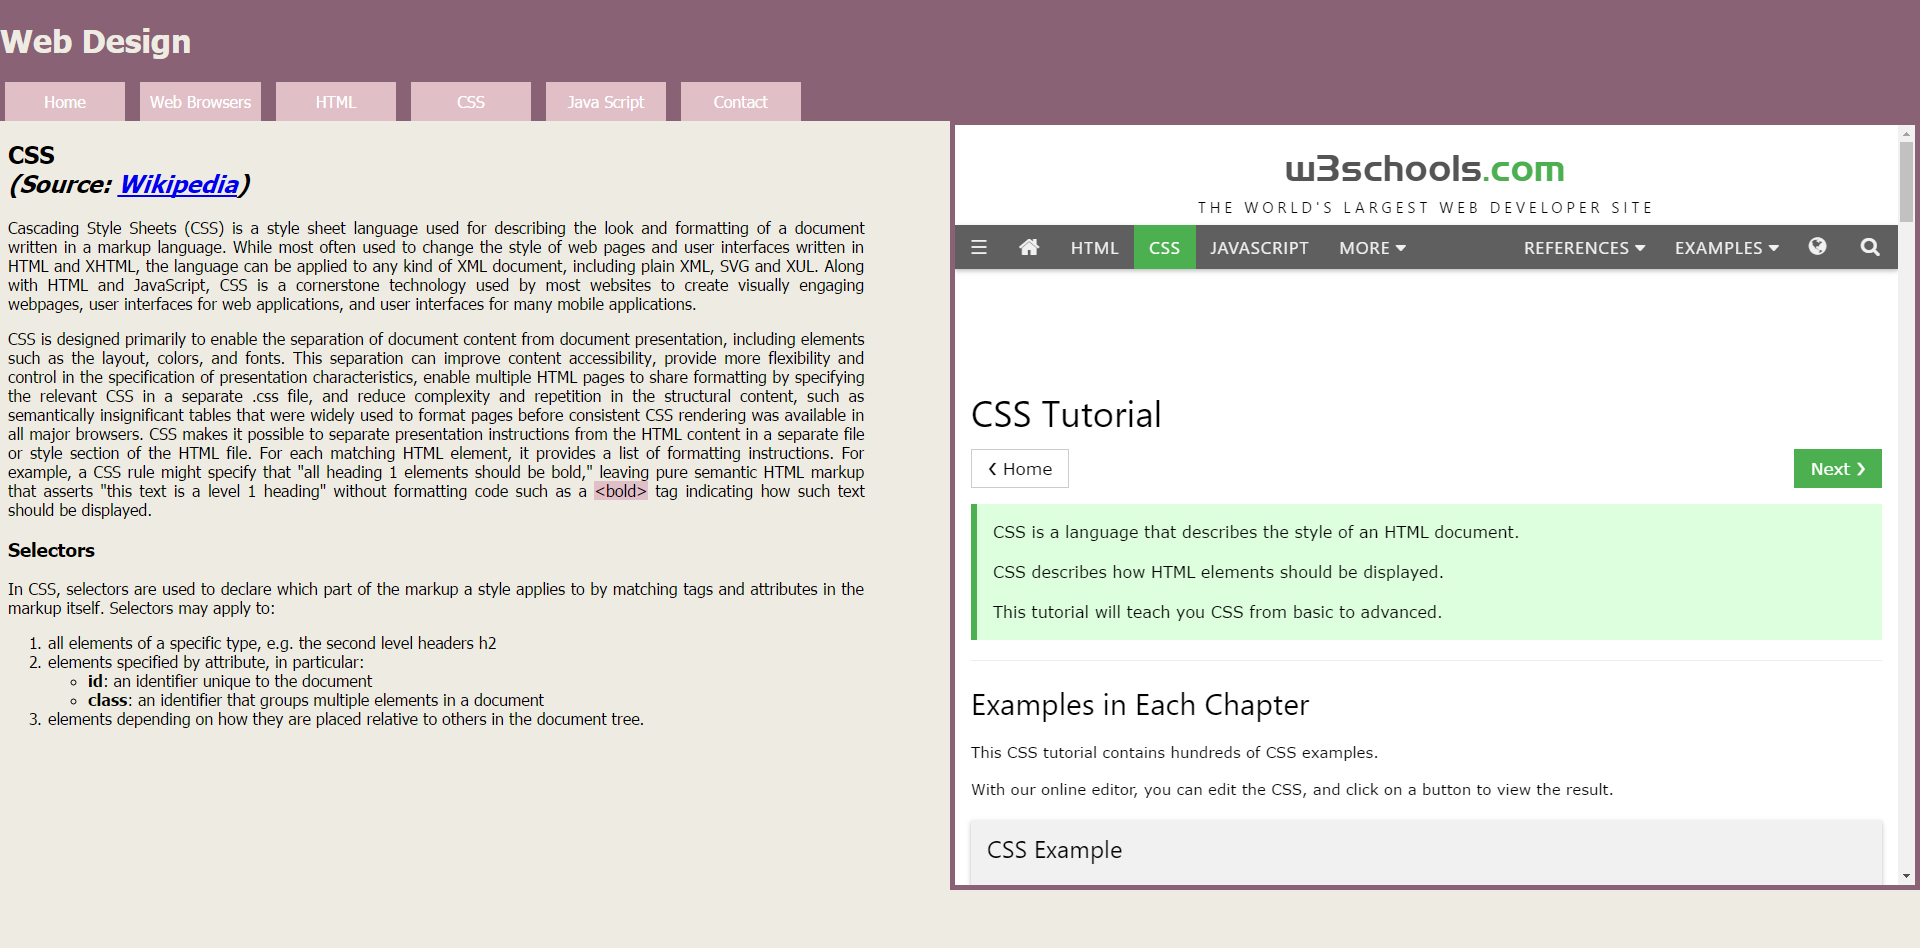 Web Design
Home Web Browsers HTML CSS Java Script Contact
CSS
(Source: Wikipedia)
Cascading Style Sheets (CSS) is a style sheet language used for describing the look and formatting of a document
written in a markup language. While most often used to change the style of web pages and user interfaces written in
HTML and XHTML, the language can be applied to any kind of XML document, including plain XML, SVG and XUL. Along
with HTML and JavaScript, CSS is a cornerstone technology used by most websites to create visually engaging
webpages, user interfaces for web applications, and user interfaces for many mobile applications.
CSS is designed primarily to enable the separation of document content from document presentation, including elements
such as the layout, colors, and fonts. This separation can improve content accessibility, provide more flexibility and
control in the specification of presentation characteristics, enable multiple HTML pages to share formatting by specifying
the relevant CSS in a separate .css file, and reduce complexity and repetition in the structural content, such as
semantically insignificant tables that were widely used to format pages before consistent CSS rendering was available in
all major browsers. CSS makes it possible to separate presentation instructions from the HTML content in a separate file
or style section of the HTML file. For each matching HTML element, it provides a list of formatting instructions. For
example, a CSS rule might specify that "all heading 1 elements should be bold," leaving pure semantic HTML markup
that asserts "this text is a level 1 heading" without formatting code such as a <bold> tag indicating how such text
should be displayed.
Selectors
In CSS, selectors are used to declare which part of the markup a style applies to by matching tags and attributes in the
markup itself. Selectors may apply to:
1. all elements of a specific type, e.g. the second level headers h2
2. elements specified by attribute, in particular:
id: an identifier unique to the document
class: an identifier that groups multiple elements in a document
3. elements depending on how they are placed relative to others in the document tree.
w3schools.com
THE WORLD'S LARGEST WEB DEVELOPER SITE
HTML CSS JAVASCRIPT MORE REFERENCES EXAMPLES
CSS Tutorial
❮ Home Next ❯
CSS is a language that describes the style of an HTML document.
CSS describes how HTML elements should be displayed.
This tutorial will teach you CSS from basic to advanced.
Examples in Each Chapter
This CSS tutorial contains hundreds of CSS examples.
With our online editor, you can edit the CSS, and click on a button to view the result.
CSS Example